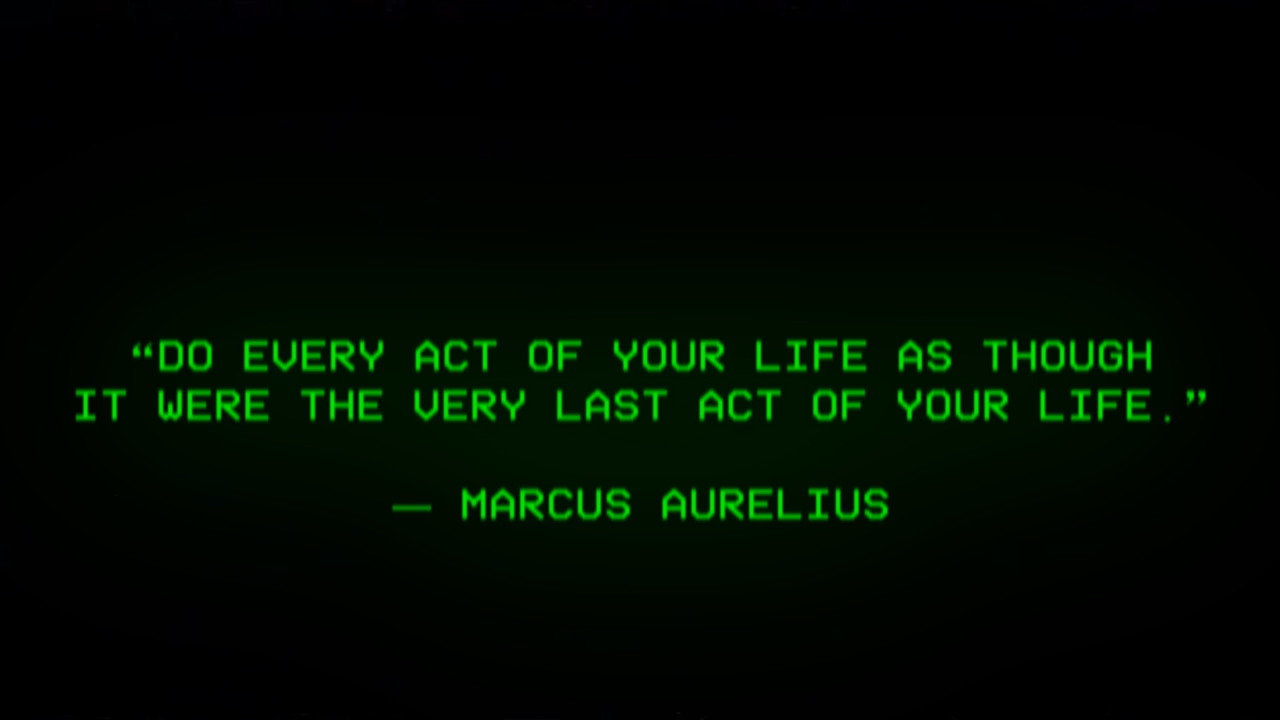 “DO EVERY ACT OF YOUR LIFE AS THOUGH
IT WERE THE VERY LAST ACT OF YOUR LIFE.”
— MARCUS AURELIUS